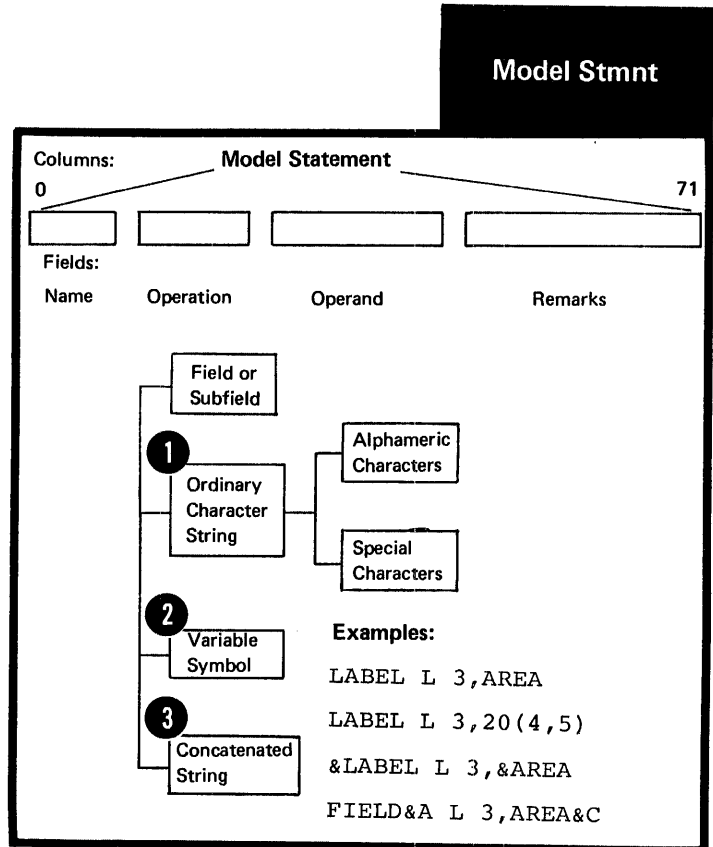 Model Stmnt
Columns:
Model Statement
0
71
Fields:
Name Operation Operand Remarks
Field or
Subfield
1
Ordinary
Character
String
Alphameric
Characters
Special
Characters
2
Variable
Symbol
3
Concatenated
String
Examples:
LABEL L 3,AREA
LABEL L 3,20(4,5)
&LABEL L 3,&AREA
FIELD&A L 3,AREA&C